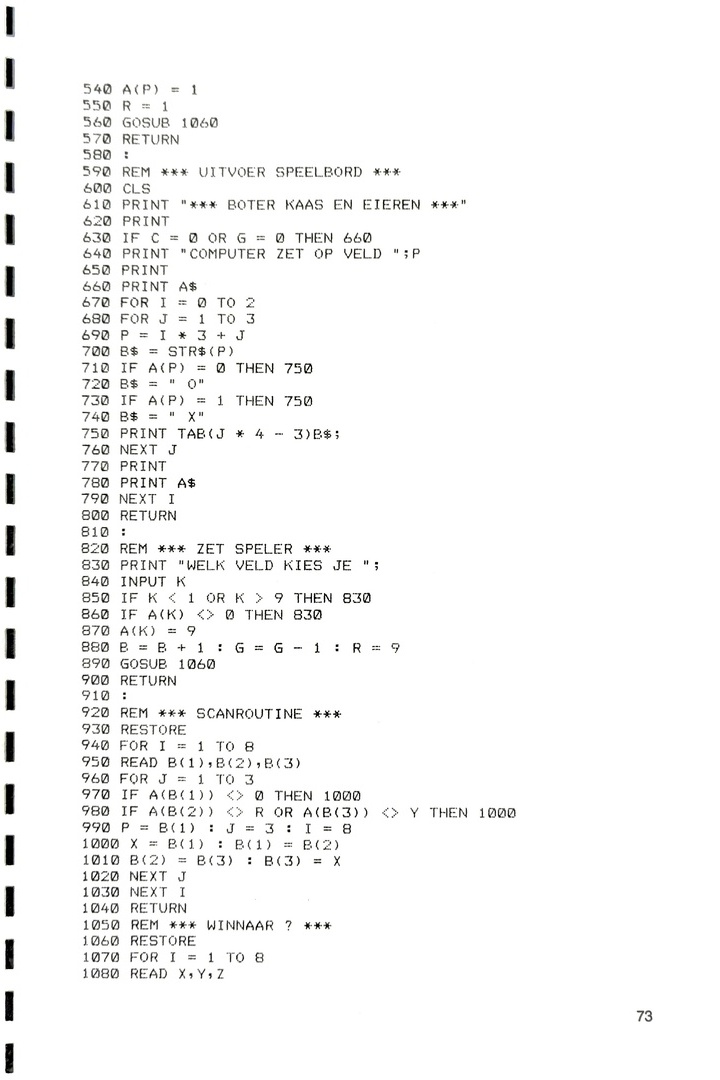 540 A(P) = 1
550 R = 1
560 GOSUB 1060
570 RETURN
580 :
590 REM *** UITVOER SPEELBORD ***
600 CLS
610 PRINT "*** BOTER KAAS EN EIEREN ***"
620 PRINT
630 IF C = 0 OR G = 0 THEN 660
640 PRINT "COMPUTER ZET OP VELD ";P
650 PRINT
660 PRINT A$
670 FOR I = 0 TO 2
680 FOR J = 1 TO 3
690 P = I * 3 + J
700 B$ = STR$(P)
710 IF A(P) = 0 THEN 750
720 B$ = " O"
730 IF A(P) = 1 THEN 750
740 B$ = " X"
750 PRINT TAB(J * 4 - 3)B$;
760 NEXT J
770 PRINT
780 PRINT A$
790 NEXT I
800 RETURN
810 :
820 REM *** ZET SPELER ***
830 PRINT "WELK VELD KIES JE ";
840 INPUT K
850 IF K < 1 OR K > 9 THEN 830
860 IF A(K) <> 0 THEN 830
870 A(K) = 9
880 B = B + 1 : G = G - 1 : R = 9
890 GOSUB 1060
900 RETURN
910 :
920 REM *** SCANROUTINE ***
930 RESTORE
940 FOR I = 1 TO 8
950 READ B(1),B(2),B(3)
960 FOR J = 1 TO 3
970 IF A(B(1)) <> 0 THEN 1000
980 IF A(B(2)) <> R OR A(B(3)) <> Y THEN 1000
990 P = B(1) : J = 3 : I = 8
1000 X = B(1) : B(1) = B(2)
1010 B(2) = B(3) : B(3) = X
1020 NEXT J
1030 NEXT I
1040 RETURN
1050 REM *** WINNAAR ? ***
1060 RESTORE
1070 FOR I = 1 TO 8
1080 READ X,Y,Z
73